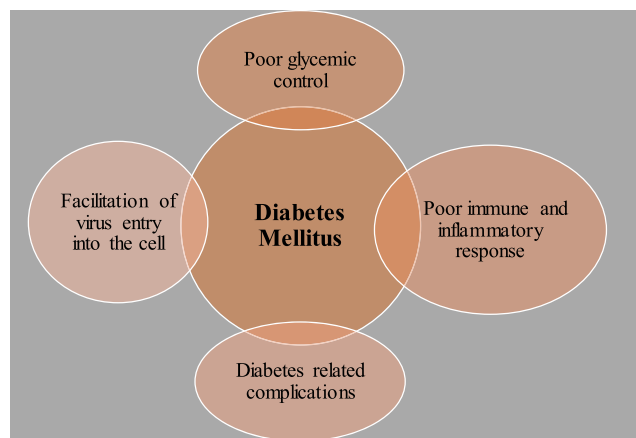 Poor glycemic
control
Facilitation of
virus entry
into the cell
Diabetes
Mellitus
Poor immune and
inflammatory
response
Diabetes related
complications